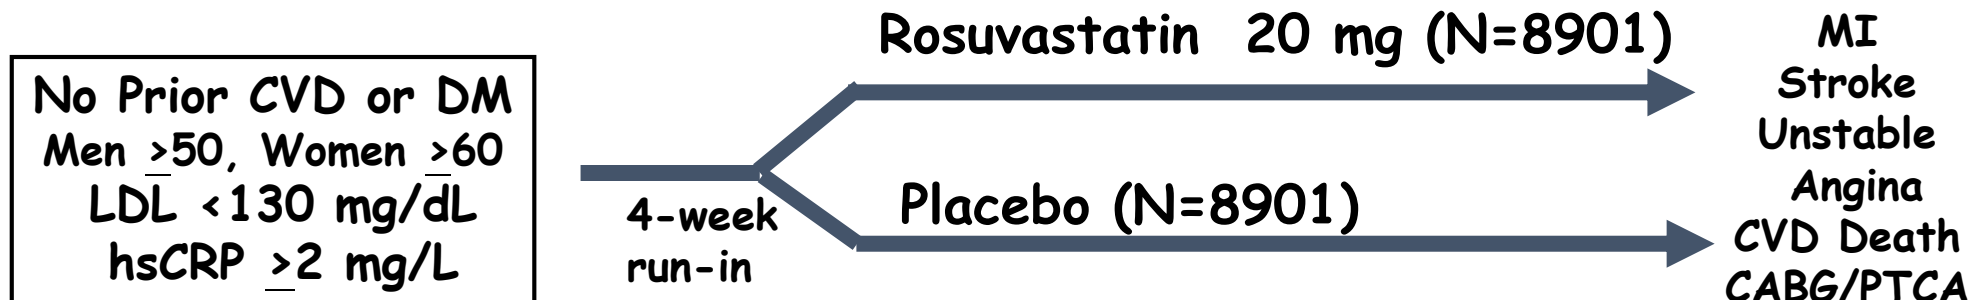 No Prior CVD or DM
Men ≥50, Women ≥60
LDL <130 mg/dL
hsCRP ≥2 mg/L
4-week
run-in
Rosuvastatin 20 mg (N=8901)
Placebo (N=8901)
MI
Stroke
Unstable
Angina
CVD Death
CABG/PTCA